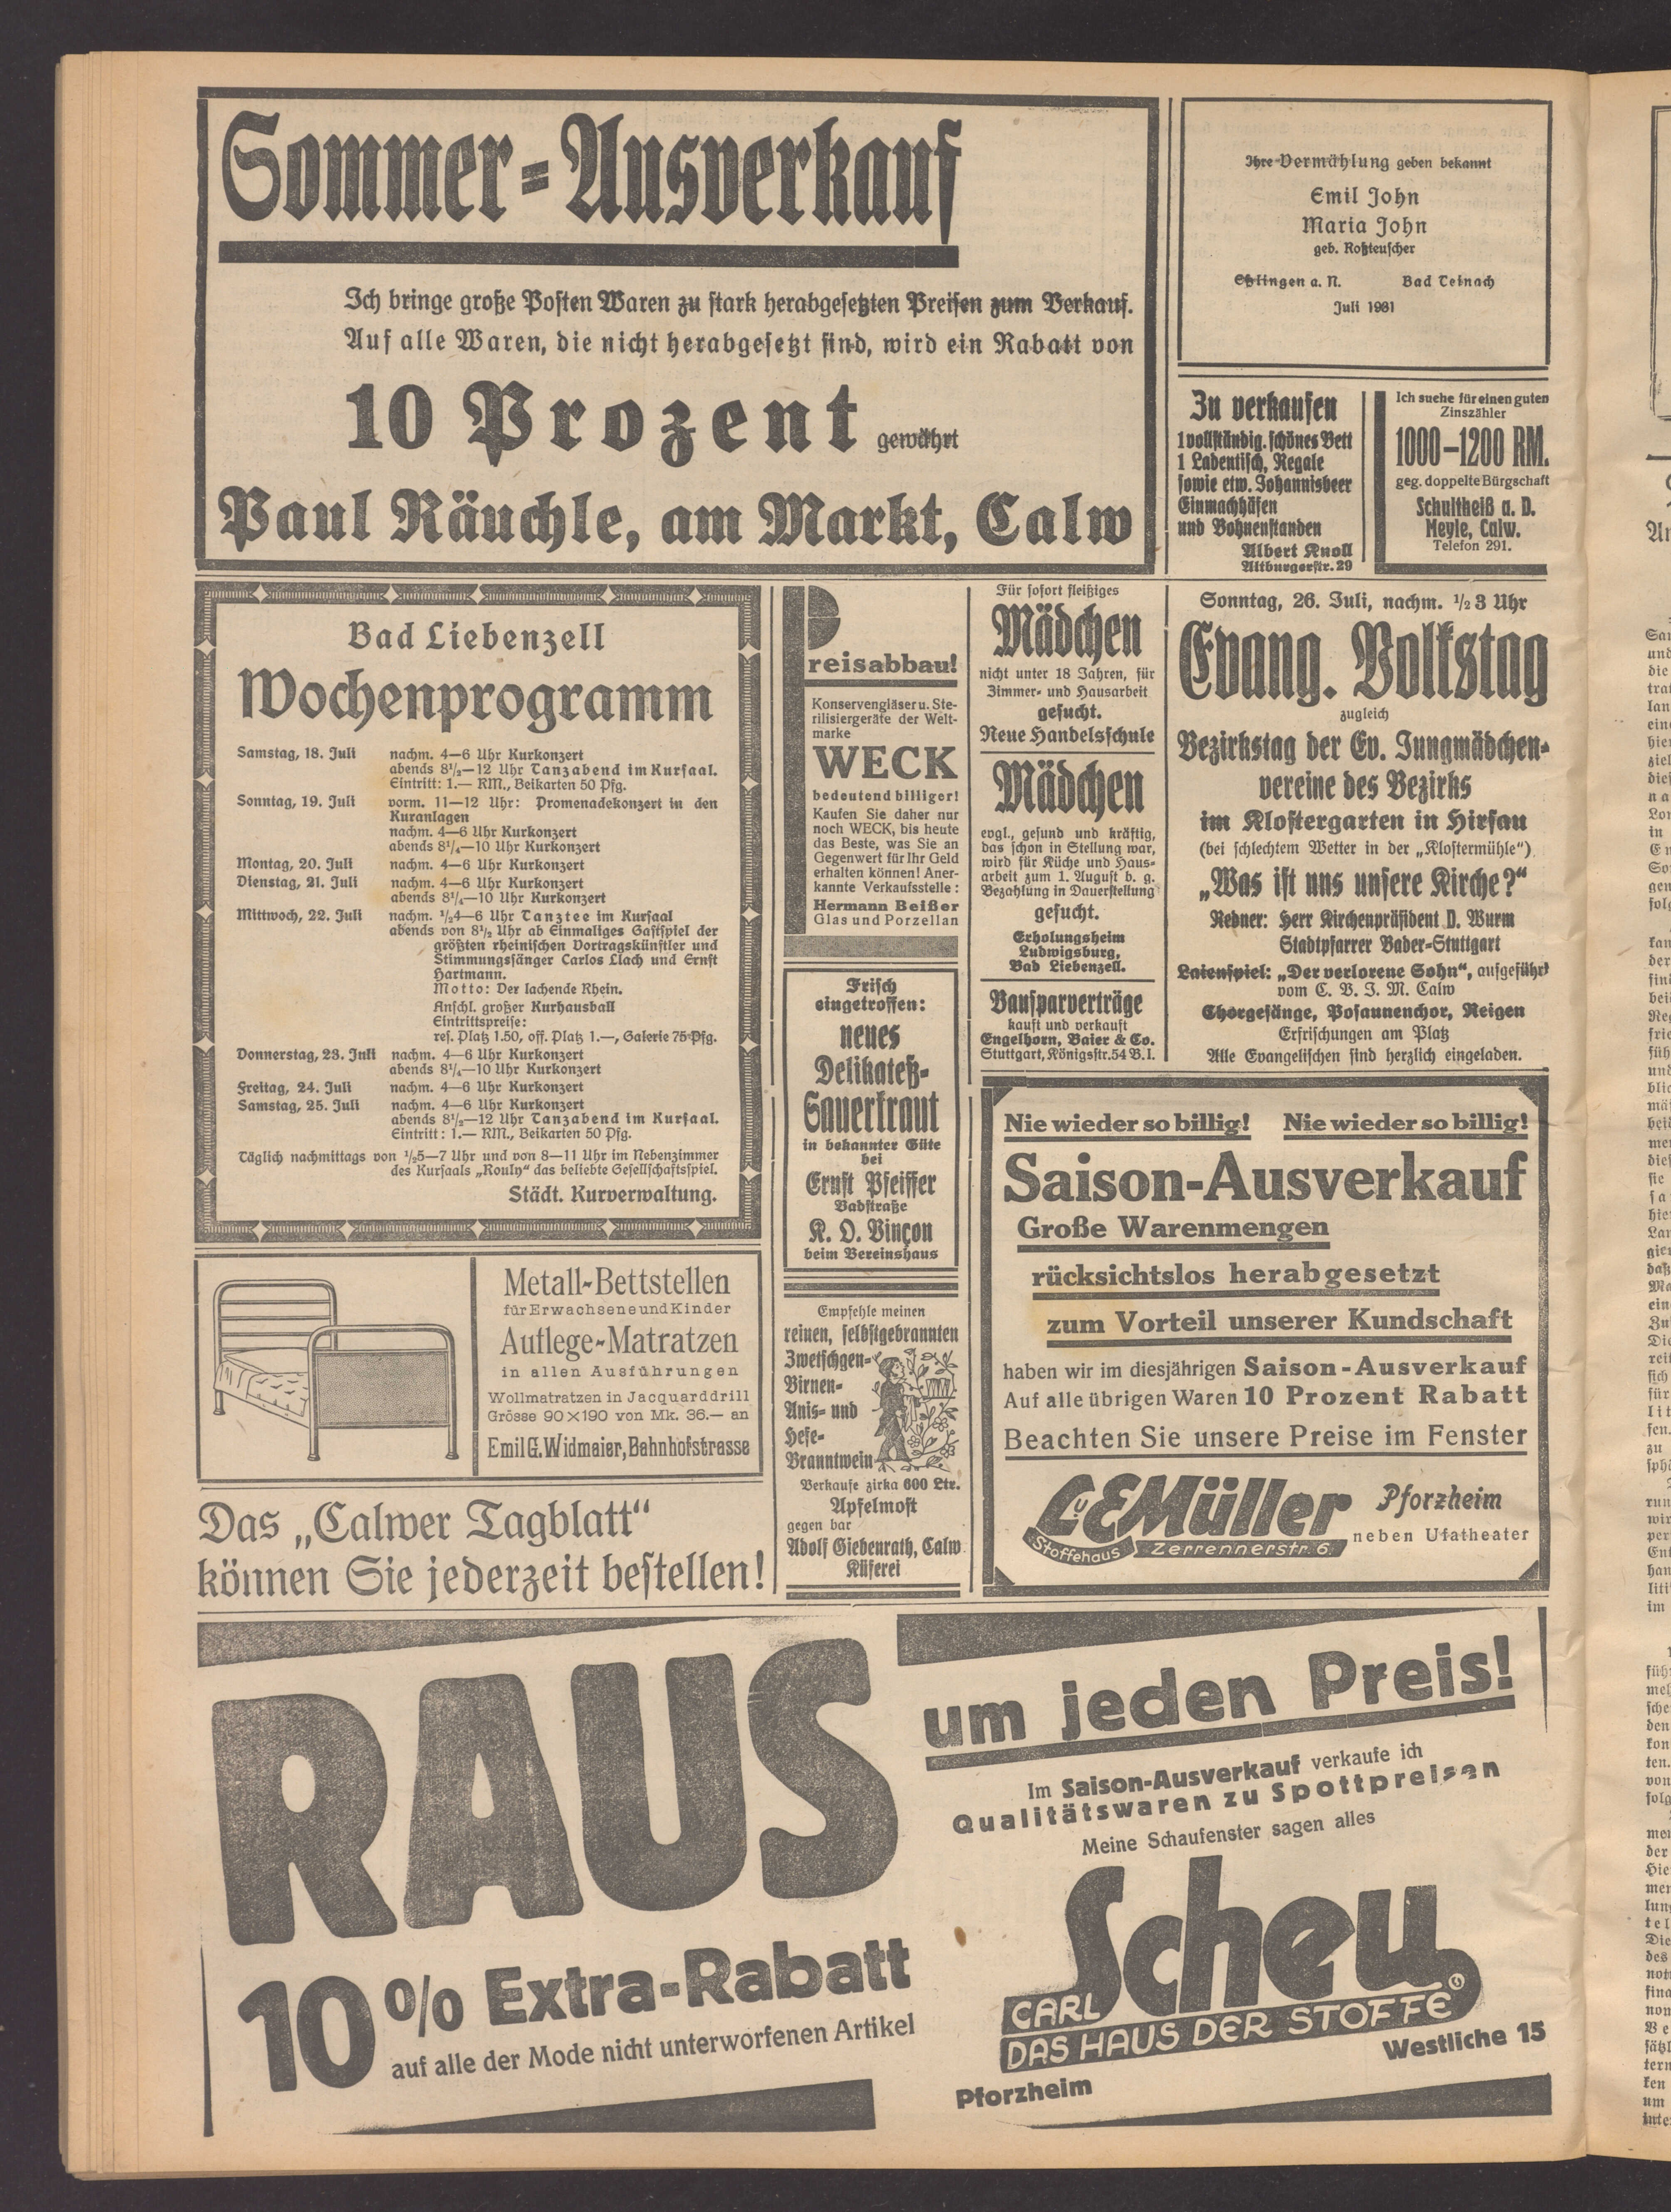 Sommer=Ausverkauf
Ich bringe große Posten Waren zu stark herabgesetzten Preisen zum Verkauf.
Auf alle Waren, die nicht herabgesetzt sind, wird ein Rabatt von
10 Prozent gewährt
Paul Räuchle, am Markt, Calw
Ihre Vermählung geben bekannt
Emil John
Maria John
geb. Roßteuscher
Eßlingen a. N. Bad Teinach
Juli 1931
Zu verkaufen
1 vollständig. schönes Bett
1 Ladentisch, Regale
sowie etw. Johannisbeer
Einmachhäfen
und Bohnenstanden
Albert Knoll
Altburgerstr. 29
Ich suche für einen guten
Zinszähler
1000–1200 RM.
geg. doppelte Bürgschaft
Schultheiß a. D.
Meyle, Calw.
Telefon 291.
Bad Liebenzell
Wochenprogramm
Samstag, 18. Juli nachm. 4—6 Uhr Kurkonzert
abends 8½—12 Uhr Tanzabend im Kursaal.
Eintritt: 1.— RM., Beikarten 50 Pfg.
Sonntag, 19. Juli vorm. 11—12 Uhr: Promenadekonzert in den
Kuranlagen
nachm. 4—6 Uhr Kurkonzert
abends 8¼—10 Uhr Kurkonzert
Montag, 20. Juli nachm. 4—6 Uhr Kurkonzert
Dienstag, 21. Juli nachm. 4—6 Uhr Kurkonzert
abends 8¼—10 Uhr Kurkonzert
Mittwoch, 22. Juli nachm. ½4—6 Uhr Tanztee im Kursaal
abends von 8½ Uhr ab Einmaliges Gastspiel der
größten rheinischen Vortragskünstler und
Stimmungssänger Carlos Llach und Ernst
Hartmann.
Motto: Der lachende Rhein.
Anschl. großer Kurhausball
Eintrittspreise:
res. Platz 1.50, off. Platz 1.—, Galerie 75 Pfg.
Donnerstag, 23. Juli nachm. 4—6 Uhr Kurkonzert
abends 8¼—10 Uhr Kurkonzert
Freitag, 24. Juli nachm. 4—6 Uhr Kurkonzert
Samstag, 25. Juli nachm. 4—6 Uhr Kurkonzert
abends 8½—12 Uhr Tanzabend im Kursaal.
Eintritt: 1.— RM., Beikarten 50 Pfg.
Täglich nachmittags von ½5—7 Uhr und von 8—11 Uhr im Nebenzimmer
des Kursaals „Rouly“ das beliebte Gesellschaftsspiel.
Städt. Kurverwaltung.
Preisabbau!
Konservengläser u. Ste-
rilisiergeräte der Welt-
marke
WECK
bedeutend billiger!
Kaufen Sie daher nur
noch WECK, bis heute
das Beste, was Sie an
Gegenwert für Ihr Geld
erhalten können! Aner-
kannte Verkaufsstelle:
Hermann Beißer
Glas und Porzellan
Frisch
eingetroffen:
neues
Delikateß-
Sauerkraut
in bekannter Güte
bei
Ernst Pfeiffer
Badstraße
K. O. Vinçon
beim Vereinshaus
Empfehle meinen
reinen, selbstgebrannten
Zwetschgen-
Birnen-
Anis- und
Hefe-
Branntwein
Verkaufe zirka 600 Ltr.
Apfelmost
gegen bar
Adolf Giebenrath, Calw
Küferei
Für sofort fleißiges
Mädchen
nicht unter 18 Jahren, für
Zimmer- und Hausarbeit
gesucht.
Neue Handelsschule
Mädchen
evgl., gesund und kräftig,
das schon in Stellung war,
wird für Küche und Haus-
arbeit zum 1. August b. g.
Bezahlung in Dauerstellung
gesucht.
Erholungsheim
Ludwigsburg,
Bad Liebenzell.
Bausparverträge
kauft und verkauft
Engelhorn, Baier & Co.
Stuttgart, Königstr. 54 B. I.
Sonntag, 26. Juli, nachm. ½ 3 Uhr
Evang. Volkstag
zugleich
Bezirkstag der Ev. Jungmädchen-
vereine des Bezirks
im Klostergarten in Hirsau
(bei schlechtem Wetter in der „Klostermühle“)
„Was ist uns unsere Kirche?“
Redner: Herr Kirchenpräsident D. Wurm
Stadtpfarrer Bader-Stuttgart
Laienspiel: „Der verlorene Sohn“, aufgeführt
vom C. V. J. M. Calw
Chorgesänge, Posaunenchor, Reigen
Erfrischungen am Platz
Alle Evangelischen sind herzlich eingeladen.
Nie wieder so billig! Nie wieder so billig!
Saison-Ausverkauf
Große Warenmengen
rücksichtslos herabgesetzt
zum Vorteil unserer Kundschaft
haben wir im diesjährigen Saison-Ausverkauf
Auf alle übrigen Waren 10 Prozent Rabatt
Beachten Sie unsere Preise im Fenster
L. u. E Müller Pforzheim
Stoffehaus Zerrennerstr. 6. neben Ufatheater
Metall-Bettstellen
für Erwachsene und Kinder
Auflege-Matratzen
in allen Ausführungen
Wollmatratzen in Jacquarddrill
Grösse 90×190 von Mk. 36.— an
Emil G. Widmaier, Bahnhofstrasse
Das „Calwer Tagblatt“
können Sie jederzeit bestellen!
RAUS
um jeden Preis!
Im Saison-Ausverkauf verkaufe ich
Qualitätswaren zu Spottpreisen
Meine Schaufenster sagen alles
10% Extra-Rabatt
auf alle der Mode nicht unterworfenen Artikel
CARL Scheu
DAS HAUS DER STOFFE
Pforzheim Westliche 15